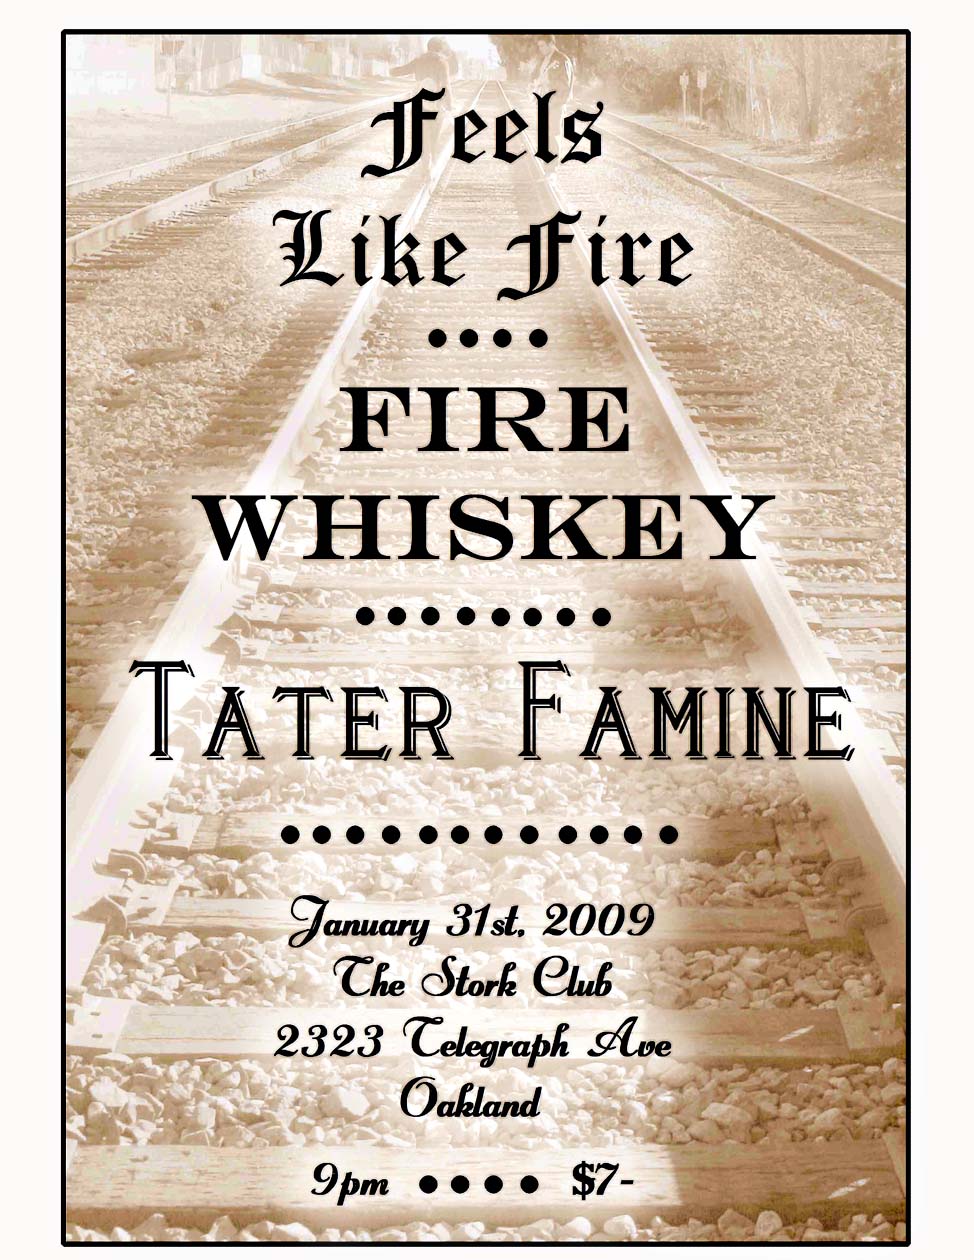 Feels
Like Fire
••••
FIRE
WHISKEY
••••••••
TATER FAMINE
••••••••••••
January 31st, 2009
The Stork Club
2323 Telegraph Ave
Oakland
9pm •••• $7-